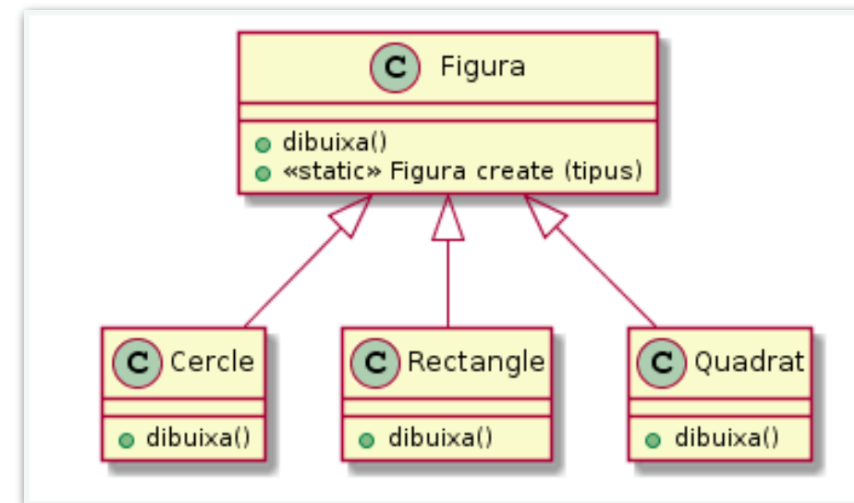 C Figura
dibuixa()
«static» Figura create (tipus)
C Cercle
dibuixa()
C Rectangle
dibuixa()
C Quadrat
dibuixa()